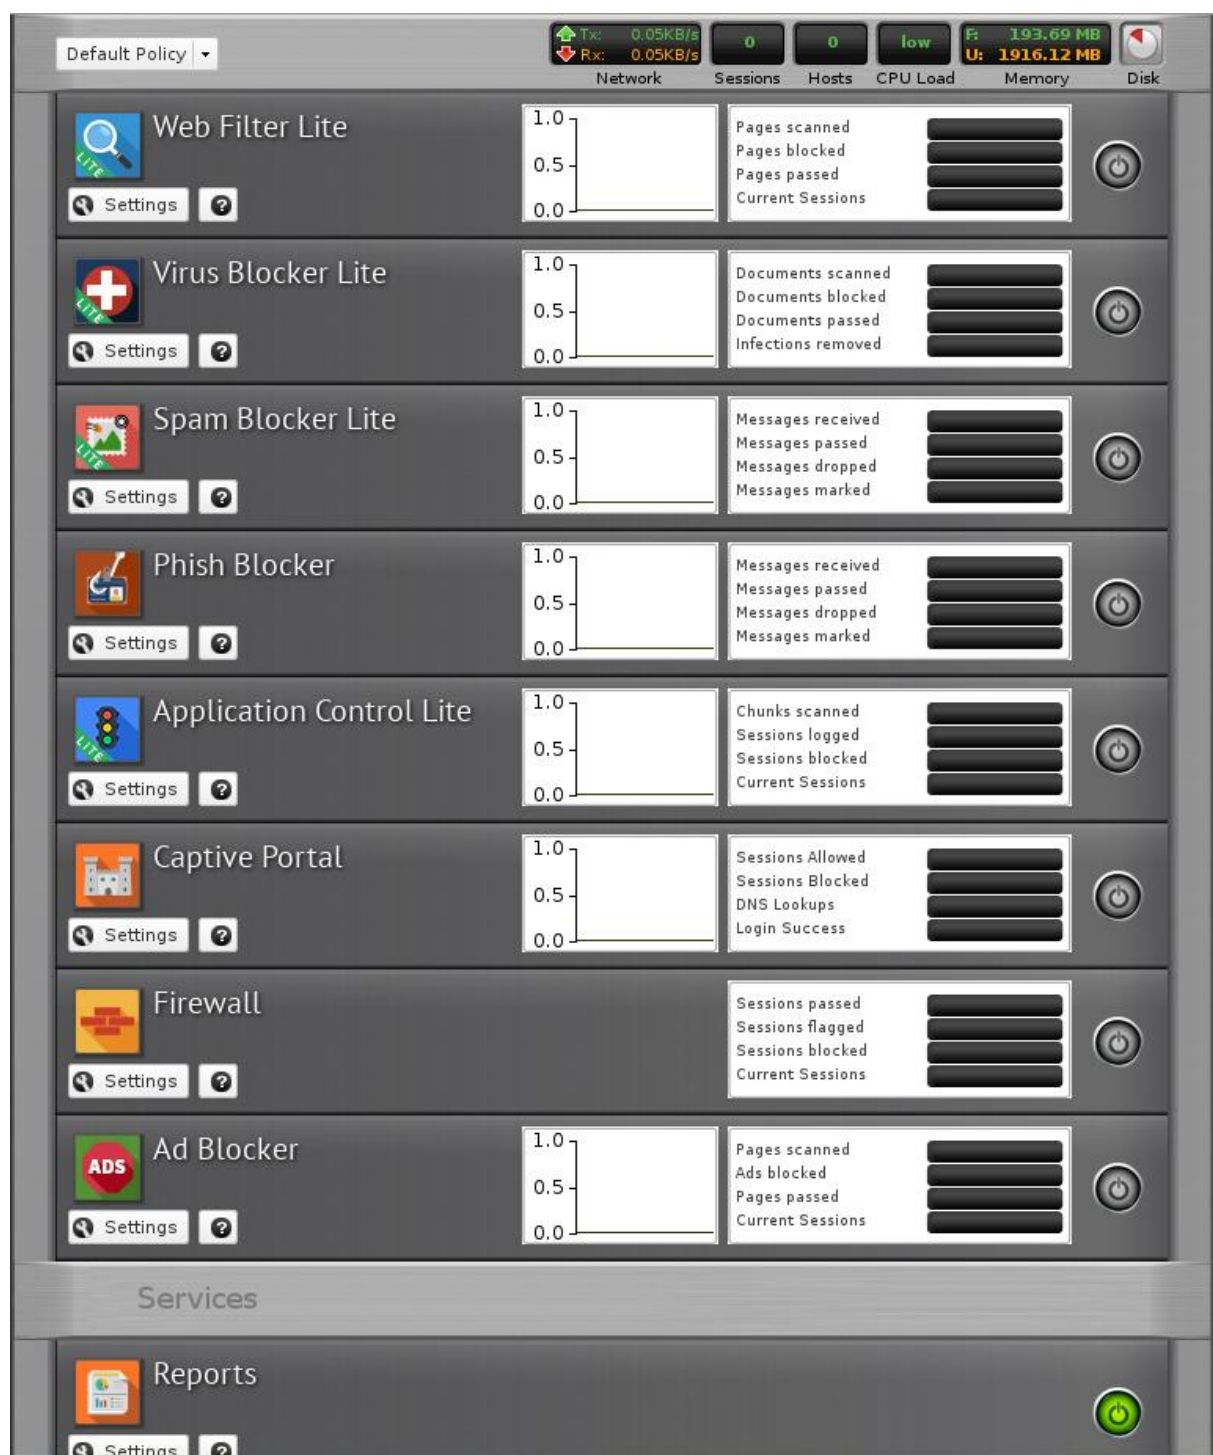 Default Policy
Tx: 0.05KB/s
Rx: 0.05KB/s
0
0
low
F: 193.69 MB
U: 1916.12 MB
Network Sessions Hosts CPU Load Memory Disk
Web Filter Lite
LITE
Settings ?
1.0
0.5
0.0
Pages scanned
Pages blocked
Pages passed
Current Sessions
Virus Blocker Lite
LITE
Settings ?
1.0
0.5
0.0
Documents scanned
Documents blocked
Documents passed
Infections removed
Spam Blocker Lite
LITE
Settings ?
1.0
0.5
0.0
Messages received
Messages passed
Messages dropped
Messages marked
Phish Blocker
Settings ?
1.0
0.5
0.0
Messages received
Messages passed
Messages dropped
Messages marked
Application Control Lite
LITE
Settings ?
1.0
0.5
0.0
Chunks scanned
Sessions logged
Sessions blocked
Current Sessions
Captive Portal
Settings ?
1.0
0.5
0.0
Sessions Allowed
Sessions Blocked
DNS Lookups
Login Success
Firewall
Settings ?
Sessions passed
Sessions flagged
Sessions blocked
Current Sessions
Ad Blocker
ADS
Settings ?
1.0
0.5
0.0
Pages scanned
Ads blocked
Pages passed
Current Sessions
Services
Reports
Settings ?